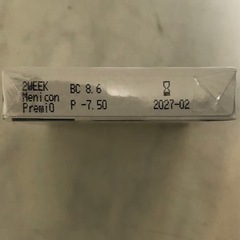 2WEEK
Menicon
PremiO
BC 8.6
P -7.50
2027-02